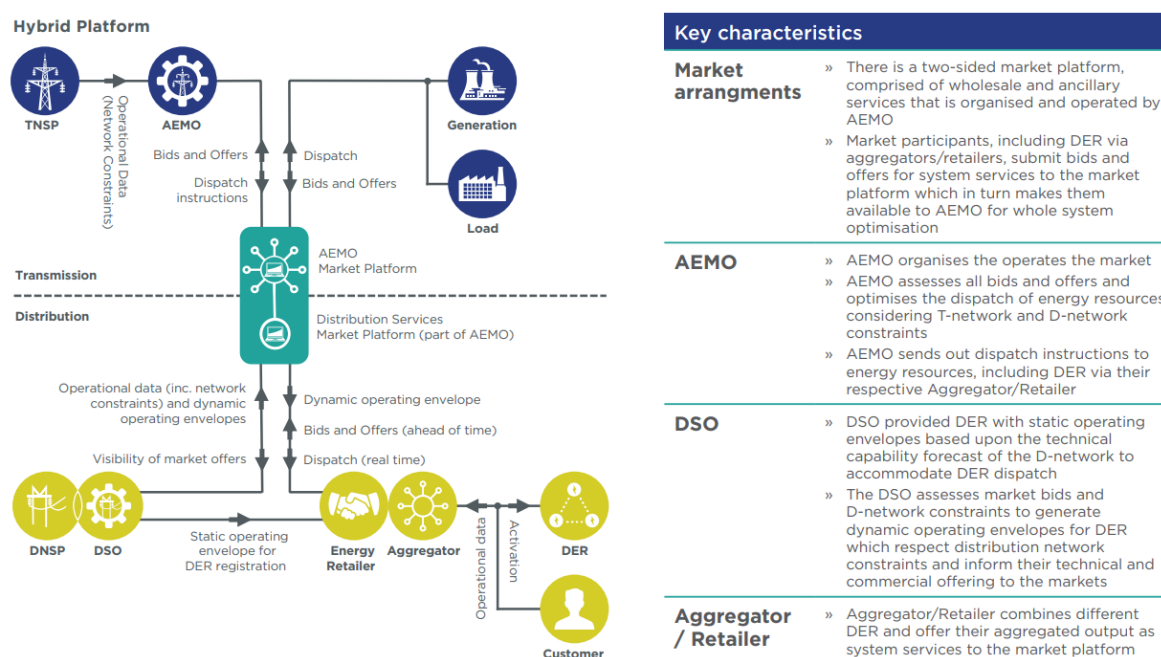 Hybrid Platform
TNSP
Operational Data
(Network Constraints)
AEMO
Bids and Offers
Dispatch
instructions
Dispatch
Bids and Offers
Generation
Load
AEMO
Market Platform
Transmission
Distribution
Distribution Services
Market Platform (part of AEMO)
Operational data (inc. network
constraints) and dynamic
operating envelopes
Visibility of market offers
Dynamic operating envelope
Bids and Offers (ahead of time)
Dispatch (real time)
DNSP
DSO
Static operating
envelope for
DER registration
Energy
Retailer
Aggregator
Operational data
Activation
DER
Customer
Key characteristics
Market
arrangment
» There is a two-sided market platform,
comprised of wholesale and ancillary
services that is organised and operated by
AEMO
» Market participants, including DER via
aggregators/retailers, submit bids and
offers for system services to the market
platform which in turn makes them
available to AEMO for whole system
optimisation
AEMO
» AEMO organises the operates the market
» AEMO assesses all bids and offers and
optimises the dispatch of energy resources
considering T-network and D-network
constraints
» AEMO sends out dispatch instructions to
energy resources, including DER via their
respective Aggregator/Retailer
DSO
» DSO provided DER with static operating
envelopes based upon the technical
capability forecast of the D-network to
accommodate DER dispatch
» The DSO assesses market bids and
D-network constraints to generate
dynamic operating envelopes for DER
which respect distribution network
constraints and inform their technical and
commercial offering to the markets
Aggregator
/ Retailer
» Aggregator/Retailer combines different
DER and offer their aggregated output as
system services to the market platform